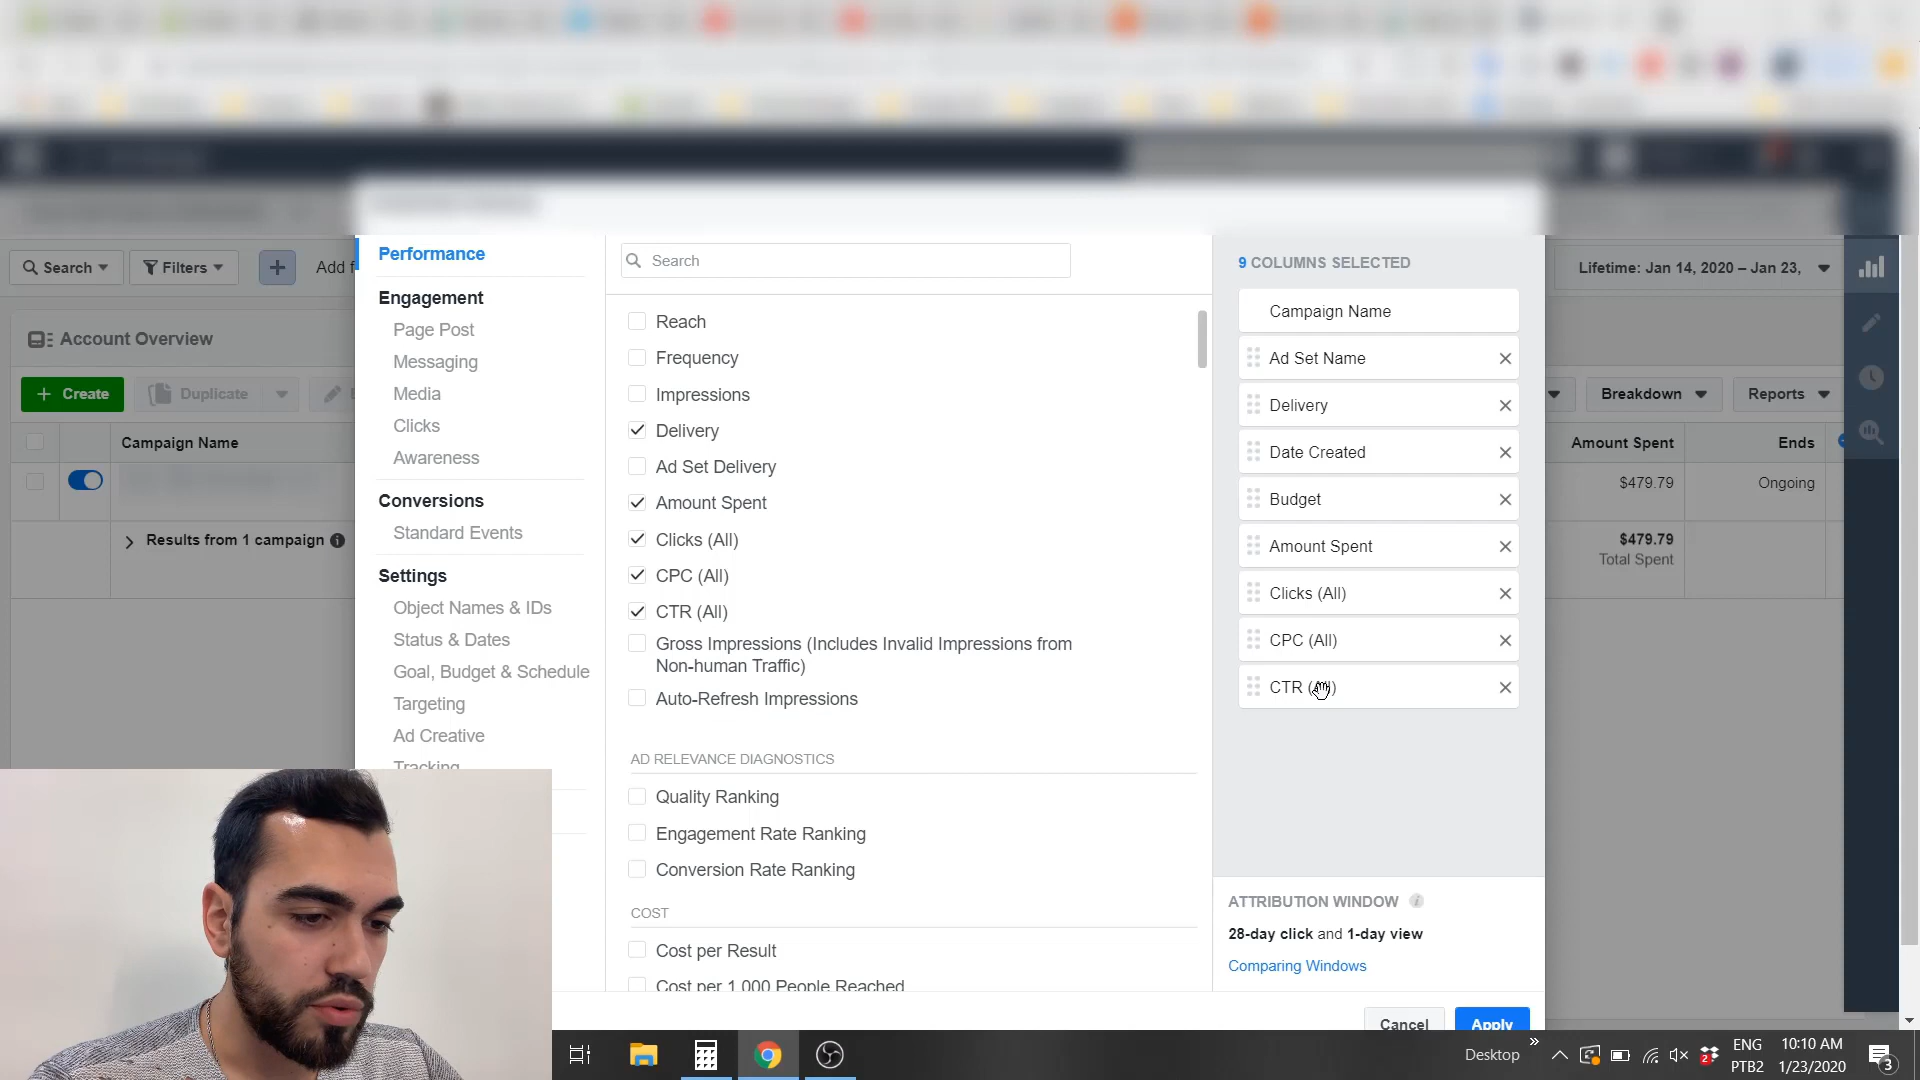 Search
Filters
Add f
Lifetime: Jan 14, 2020 – Jan 23,
Account Overview
Create
Duplicate
Breakdown
Reports
Campaign Name
Amount Spent
Ends
$479.79
Ongoing
Results from 1 campaign
$479.79
Total Spent
Performance
Engagement
Page Post
Messaging
Media
Clicks
Awareness
Conversions
Standard Events
Settings
Object Names & IDs
Status & Dates
Goal, Budget & Schedule
Targeting
Ad Creative
Tracking
Search
Reach
Frequency
Impressions
Delivery
Ad Set Delivery
Amount Spent
Clicks (All)
CPC (All)
CTR (All)
Gross Impressions (Includes Invalid Impressions from
Non-human Traffic)
Auto-Refresh Impressions
AD RELEVANCE DIAGNOSTICS
Quality Ranking
Engagement Rate Ranking
Conversion Rate Ranking
COST
Cost per Result
Cost per 1,000 People Reached
9 COLUMNS SELECTED
Campaign Name
Ad Set Name
Delivery
Date Created
Budget
Amount Spent
Clicks (All)
CPC (All)
CTR (All)
ATTRIBUTION WINDOW
28-day click and 1-day view
Comparing Windows
Cancel
Apply
Desktop
2
ENG
PTB2
10:10 AM
1/23/2020
3